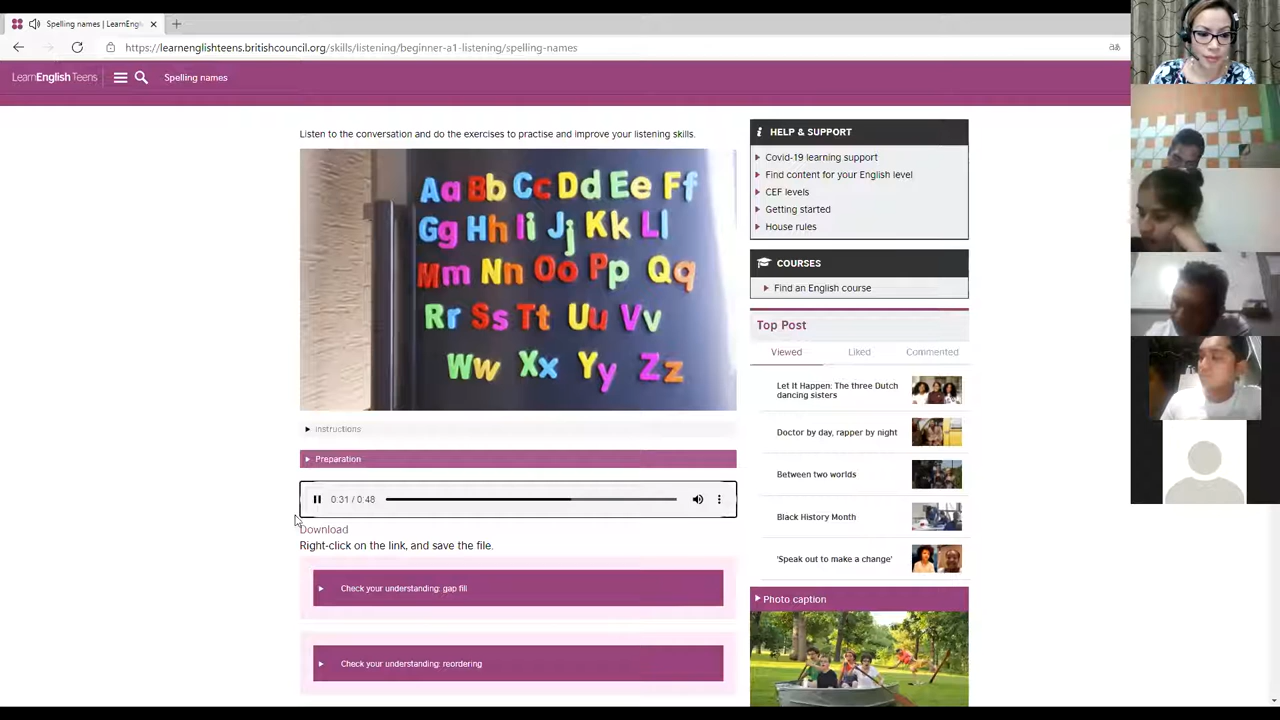 Spelling names | LearnEngl
https://learnenglishteens.britishcouncil.org/skills/listening/beginner-a1-listening/spelling-names
LearnEnglish Teens
Spelling names
Listen to the conversation and do the exercises to practise and improve your listening skills.
Aa Bb Cc Dd Ee Ff
Gg Hh Ii Jj Kk Ll
Mm Nn Oo Pp Qq
Rr Ss Tt Uu Vv
Ww Xx Yy Zz
Instructions
Preparation
0:31 / 0:48
Download
Right-click on the link, and save the file.
Check your understanding: gap fill
Check your understanding: reordering
HELP & SUPPORT
Covid-19 learning support
Find content for your English level
CEF levels
Getting started
House rules
COURSES
Find an English course
Top Post
Viewed Liked Commented
Let It Happen: The three Dutch
dancing sisters
Doctor by day, rapper by night
Between two worlds
Black History Month
'Speak out to make a change'
Photo caption